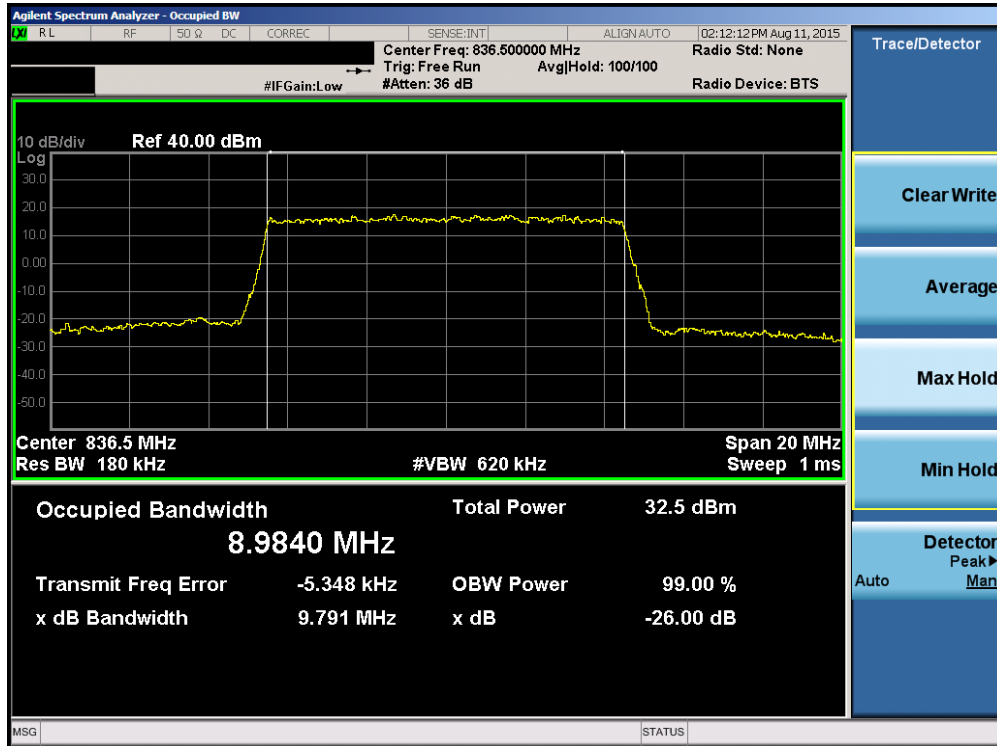 Agilent Spectrum Analyzer - Occupied BW
LXI RL RF 50 Ω DC CORREC SENSE:INT ALIGN AUTO 02:12:12 PM Aug 11, 2015
Center Freq: 836.500000 MHz Radio Std: None
Trig: Free Run Avg|Hold: 100/100
#IFGain:Low #Atten: 36 dB Radio Device: BTS
10 dB/div Ref 40.00 dBm
Log
30.0
20.0
10.0
0.00
-10.0
-20.0
-30.0
-40.0
-50.0
Center 836.5 MHz Span 20 MHz
Res BW 180 kHz #VBW 620 kHz Sweep 1 ms
Occupied Bandwidth Total Power 32.5 dBm
8.9840 MHz
Transmit Freq Error -5.348 kHz OBW Power 99.00 %
x dB Bandwidth 9.791 MHz x dB -26.00 dB
MSG STATUS
Trace/Detector
Clear Write
Average
Max Hold
Min Hold
Detector
Peak▶
Auto Man